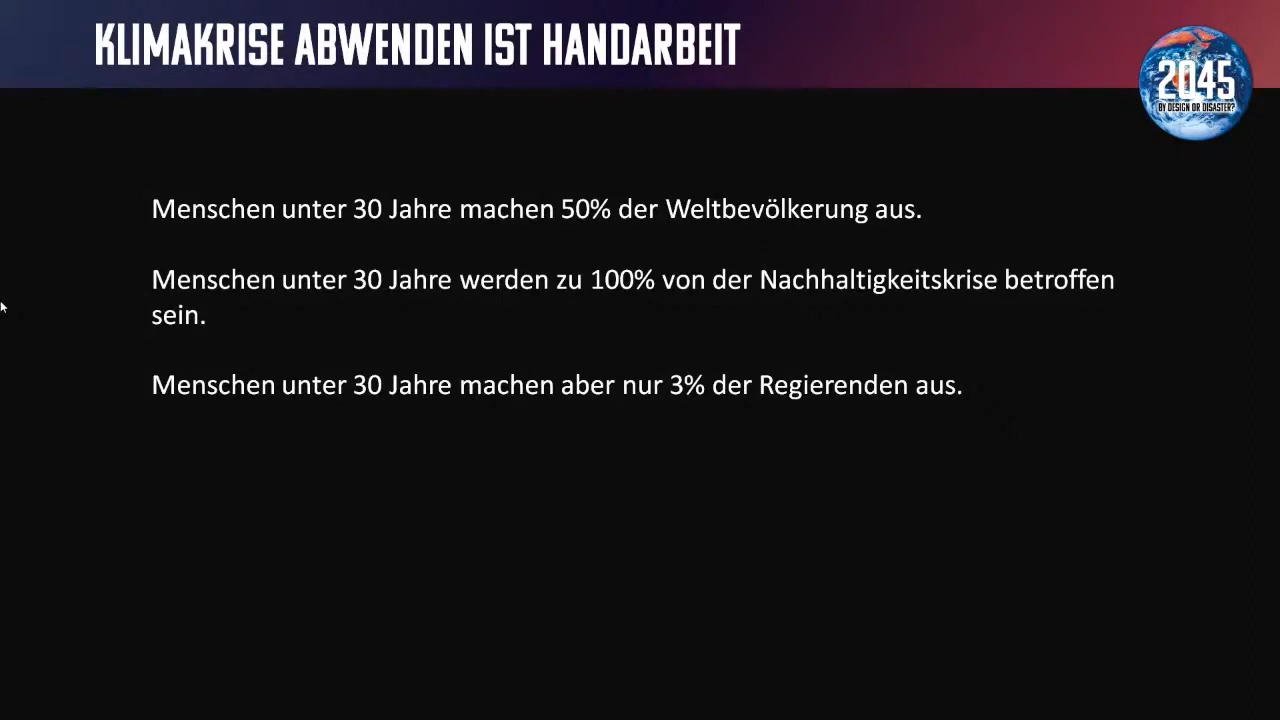 KLIMAKRISE ABWENDEN IST HANDARBEIT
2045
BY DESIGN OR DISASTER?
Menschen unter 30 Jahre machen 50% der Weltbevölkerung aus.
Menschen unter 30 Jahre werden zu 100% von der Nachhaltigkeitskrise betroffen
sein.
Menschen unter 30 Jahre machen aber nur 3% der Regierenden aus.